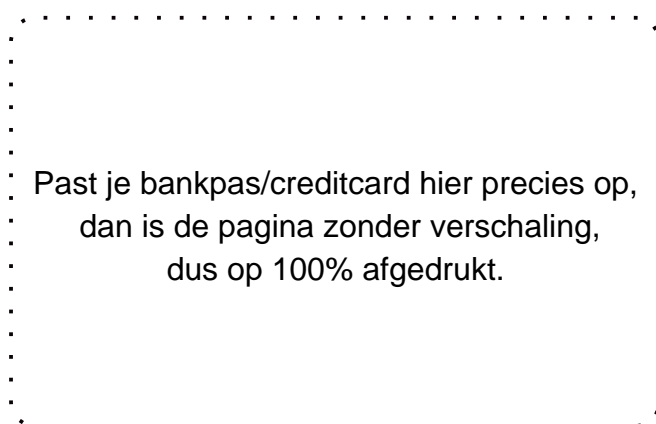 Past je bankpas/creditcard hier precies op,
dan is de pagina zonder verschaling,
dus op 100% afgedrukt.